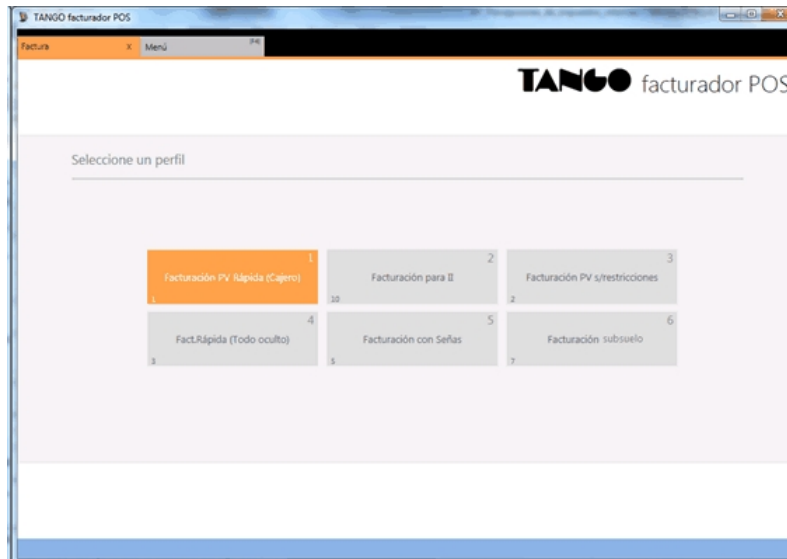 TANGO facturador POS
Factura X Menú
TANGO facturador POS
Seleccione un perfil
1 2 3
Facturación PV Rápida (Cajero) Facturación para II Facturación PV s/restricciones
1 10 2
4 5 6
Fact.Rápida (Todo oculto) Facturación con Señas Facturación subsuelo
3 5 7